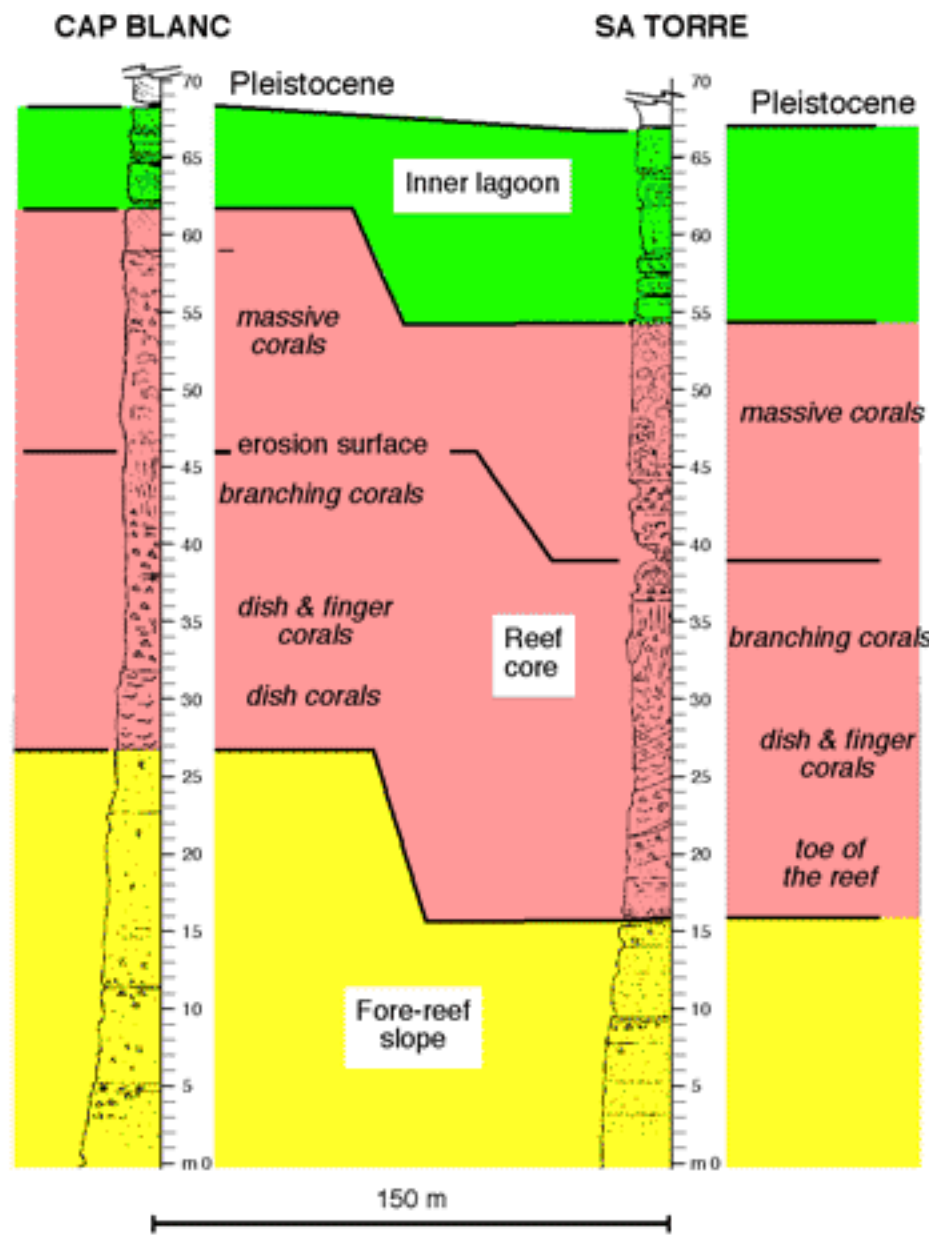 CAP BLANC
SA TORRE
70
Pleistocene
70
Pleistocene
65
Inner lagoon
65
60
60
55
massive
corals
55
50
50
massive corals
erosion surface
45
45
branching corals
40
40
dish & finger
corals
35
Reef
core
35
branching corals
30
dish corals
30
dish & finger
corals
25
25
20
20
toe of
the reef
15
15
10
Fore-reef
slope
10
5
5
m 0
m 0
150 m